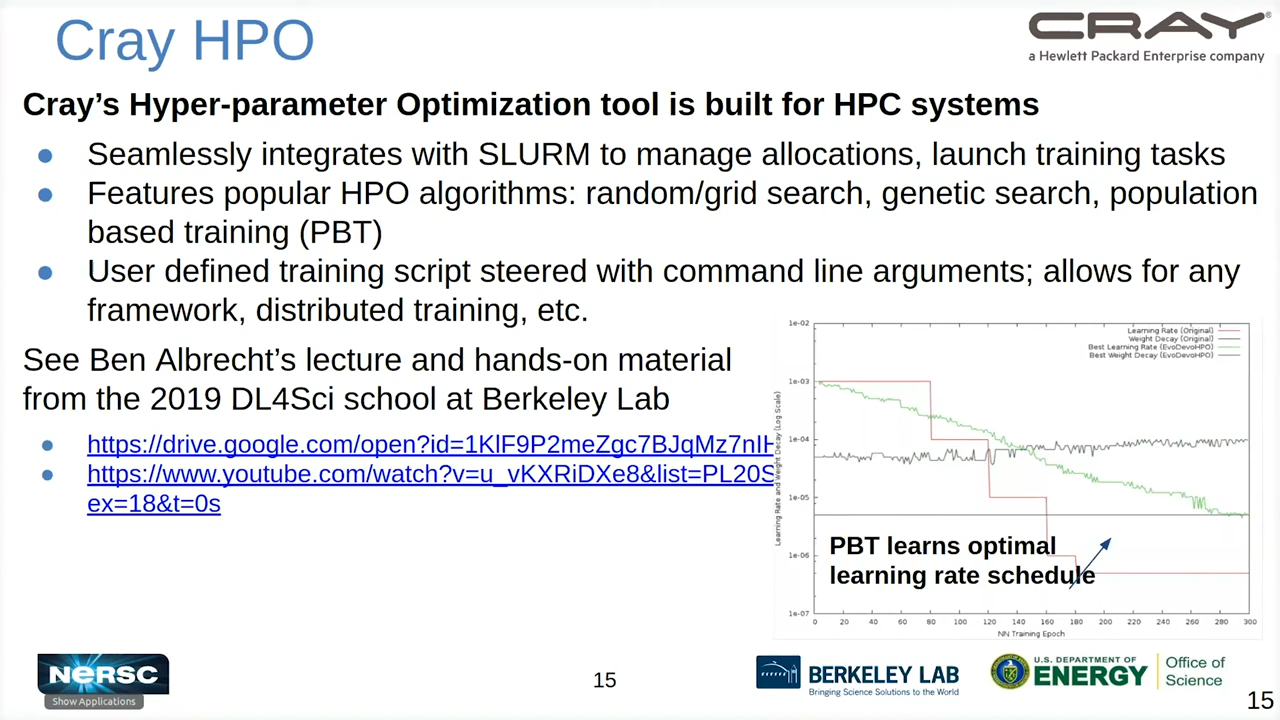 Cray HPO
CRAY®
a Hewlett Packard Enterprise company
Cray's Hyper-parameter Optimization tool is built for HPC systems
● Seamlessly integrates with SLURM to manage allocations, launch training tasks
● Features popular HPO algorithms: random/grid search, genetic search, population
based training (PBT)
● User defined training script steered with command line arguments; allows for any
framework, distributed training, etc.
See Ben Albrecht's lecture and hands-on material
from the 2019 DL4Sci school at Berkeley Lab
● https://drive.google.com/open?id=1KlF9P2meZgc7BJqMz7nIH
● https://www.youtube.com/watch?v=u_vKXRiDXe8&list=PL20S
ex=18&t=0s
Learning Rate (Original)
Weight Decay (Original)
Best Learning Rate (EvoDevoHPO)
Best Weight Decay (EvoDevoHPO)
Learning Rate and Weight Decay (Log Scale)
1e-02
1e-03
1e-04
1e-05
1e-06
1e-07
PBT learns optimal
learning rate schedule
0 20 40 60 80 100 120 140 160 180 200 220 240 260 280 300
NN Training Epoch
NERSC
Show Applications
15
BERKELEY LAB
Bringing Science Solutions to the World
U.S. DEPARTMENT OF
ENERGY
Office of
Science
15